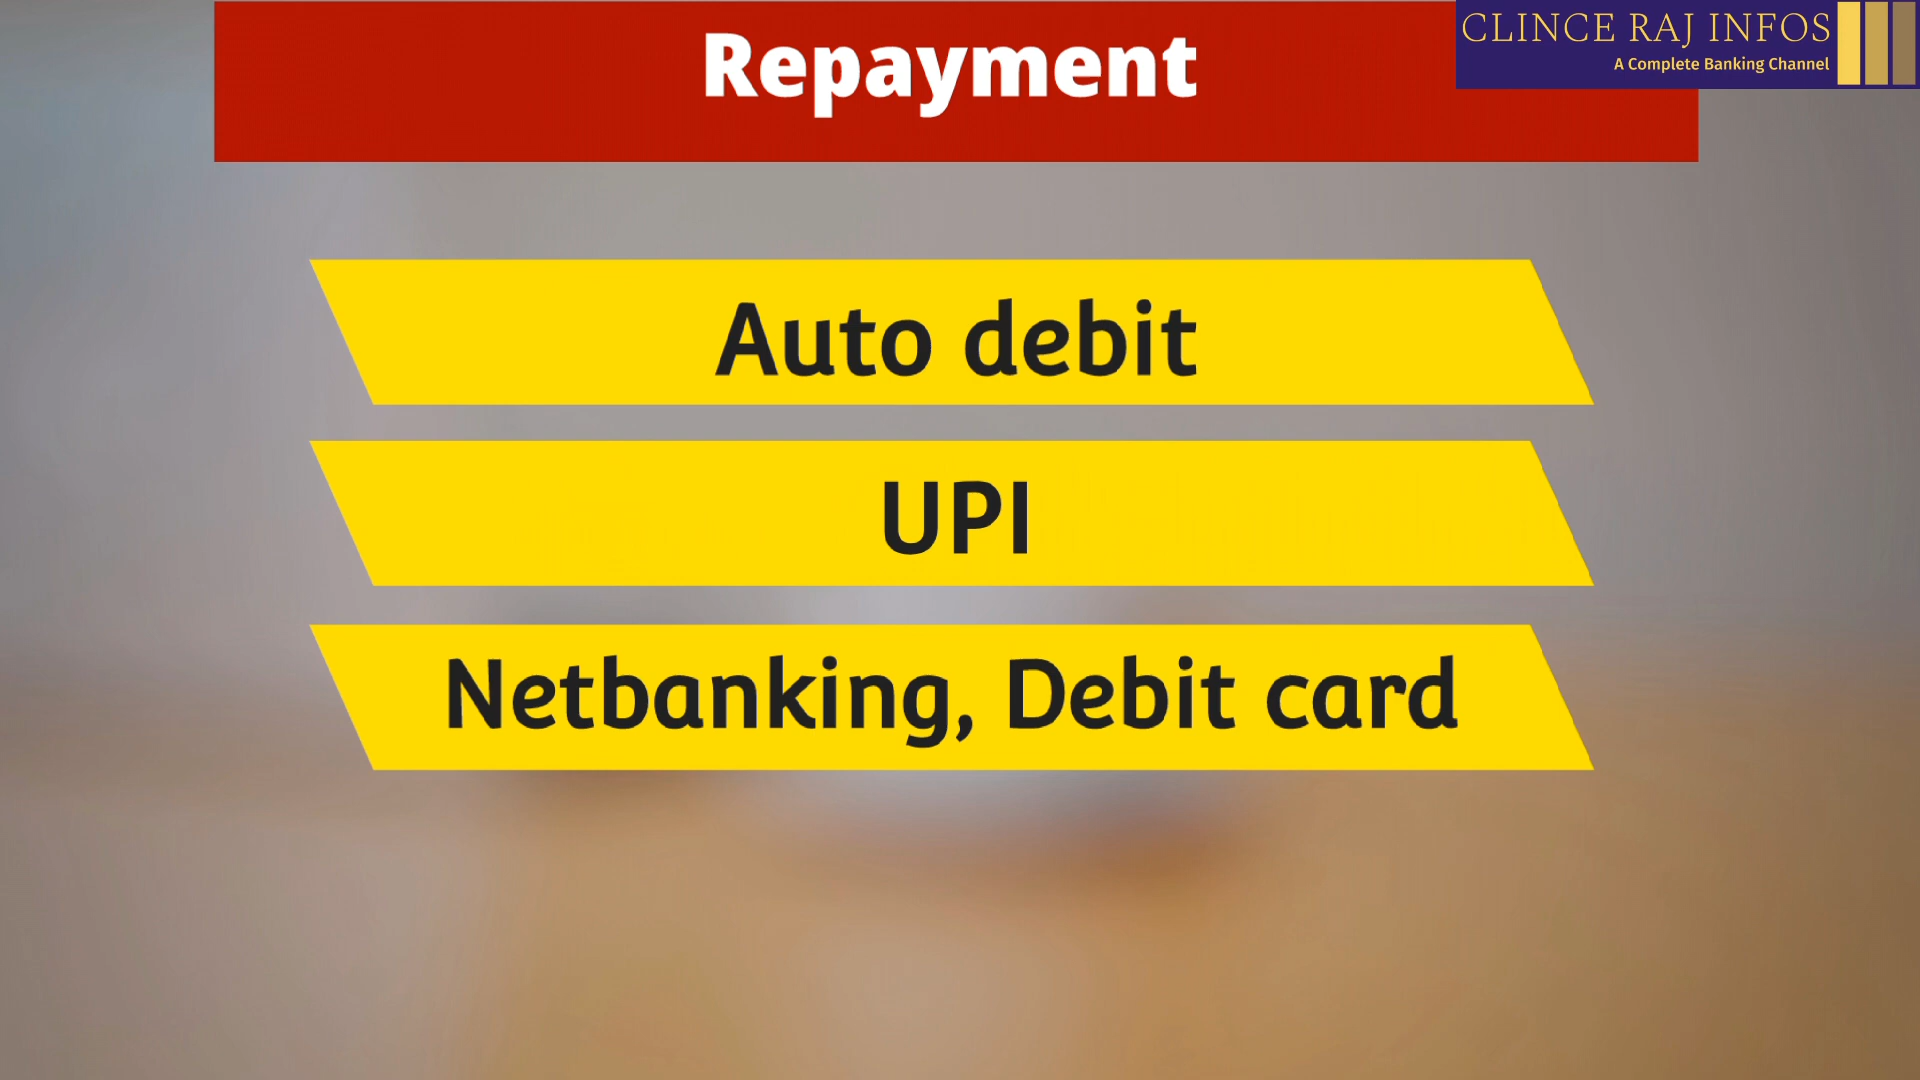 Repayment
CLINCE RAJ INFOS
A Complete Banking Channel
Auto debit
UPI
Netbanking, Debit card